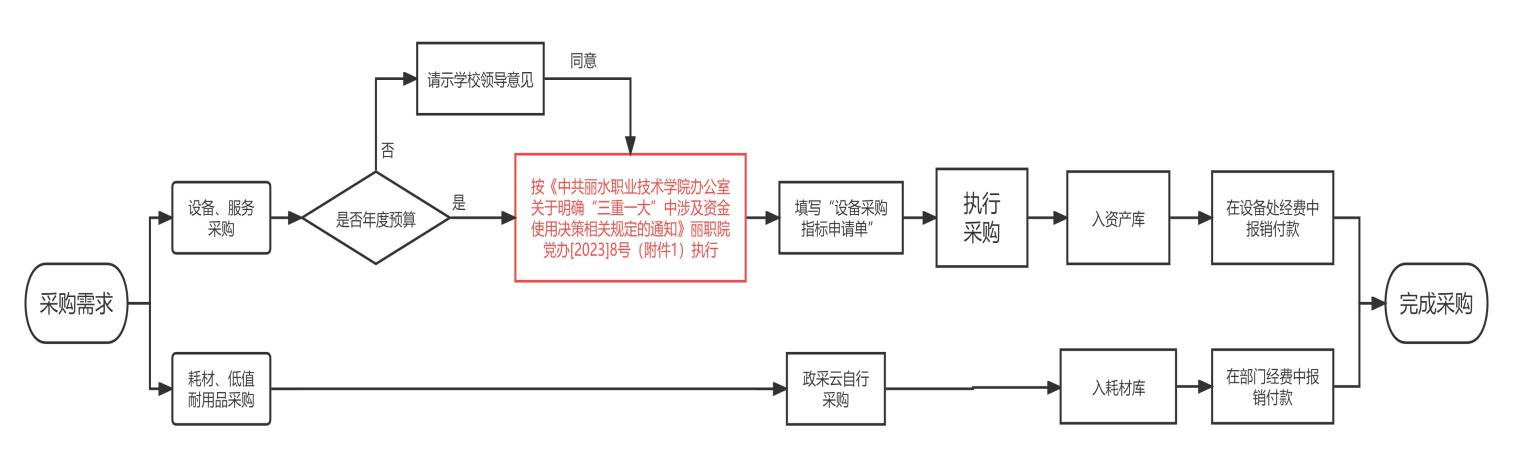 采购需求
设备、服务
采购
是否年度预算
否
请示学校领导意见
同意
是
按《中共丽水职业技术学院办公室
关于明确“三重一大”中涉及资金
使用决策相关规定的通知》丽职院
党办[2023]8号（附件1）执行
填写“设备采购
指标申请单”
执行
采购
入资产库
在设备处经费中
报销付款
耗材、低值
耐用品采购
政采云自行
采购
入耗材库
在部门经费中报
销付款
完成采购